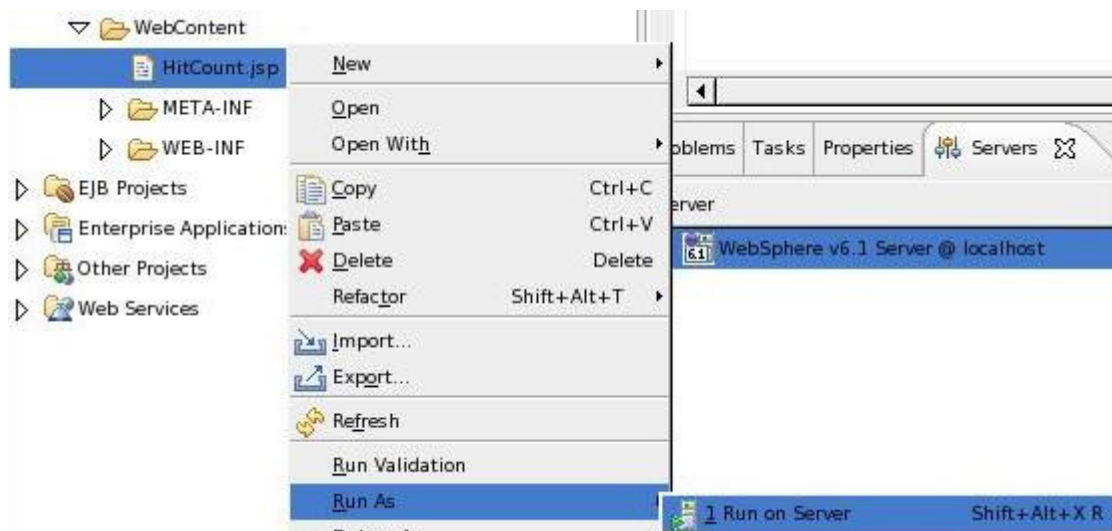 WebContent
HitCount.jsp
META-INF
WEB-INF
EJB Projects
Enterprise Application
Other Projects
Web Services
New
Open
Open With
Copy Ctrl+C
Paste Ctrl+V
Delete Delete
Refactor Shift+Alt+T
Import...
Export...
Refresh
Run Validation
Run As
oblems Tasks Properties Servers
erver
6.1 WebSphere v6.1 Server @ localhost
1 Run on Server Shift+Alt+X R